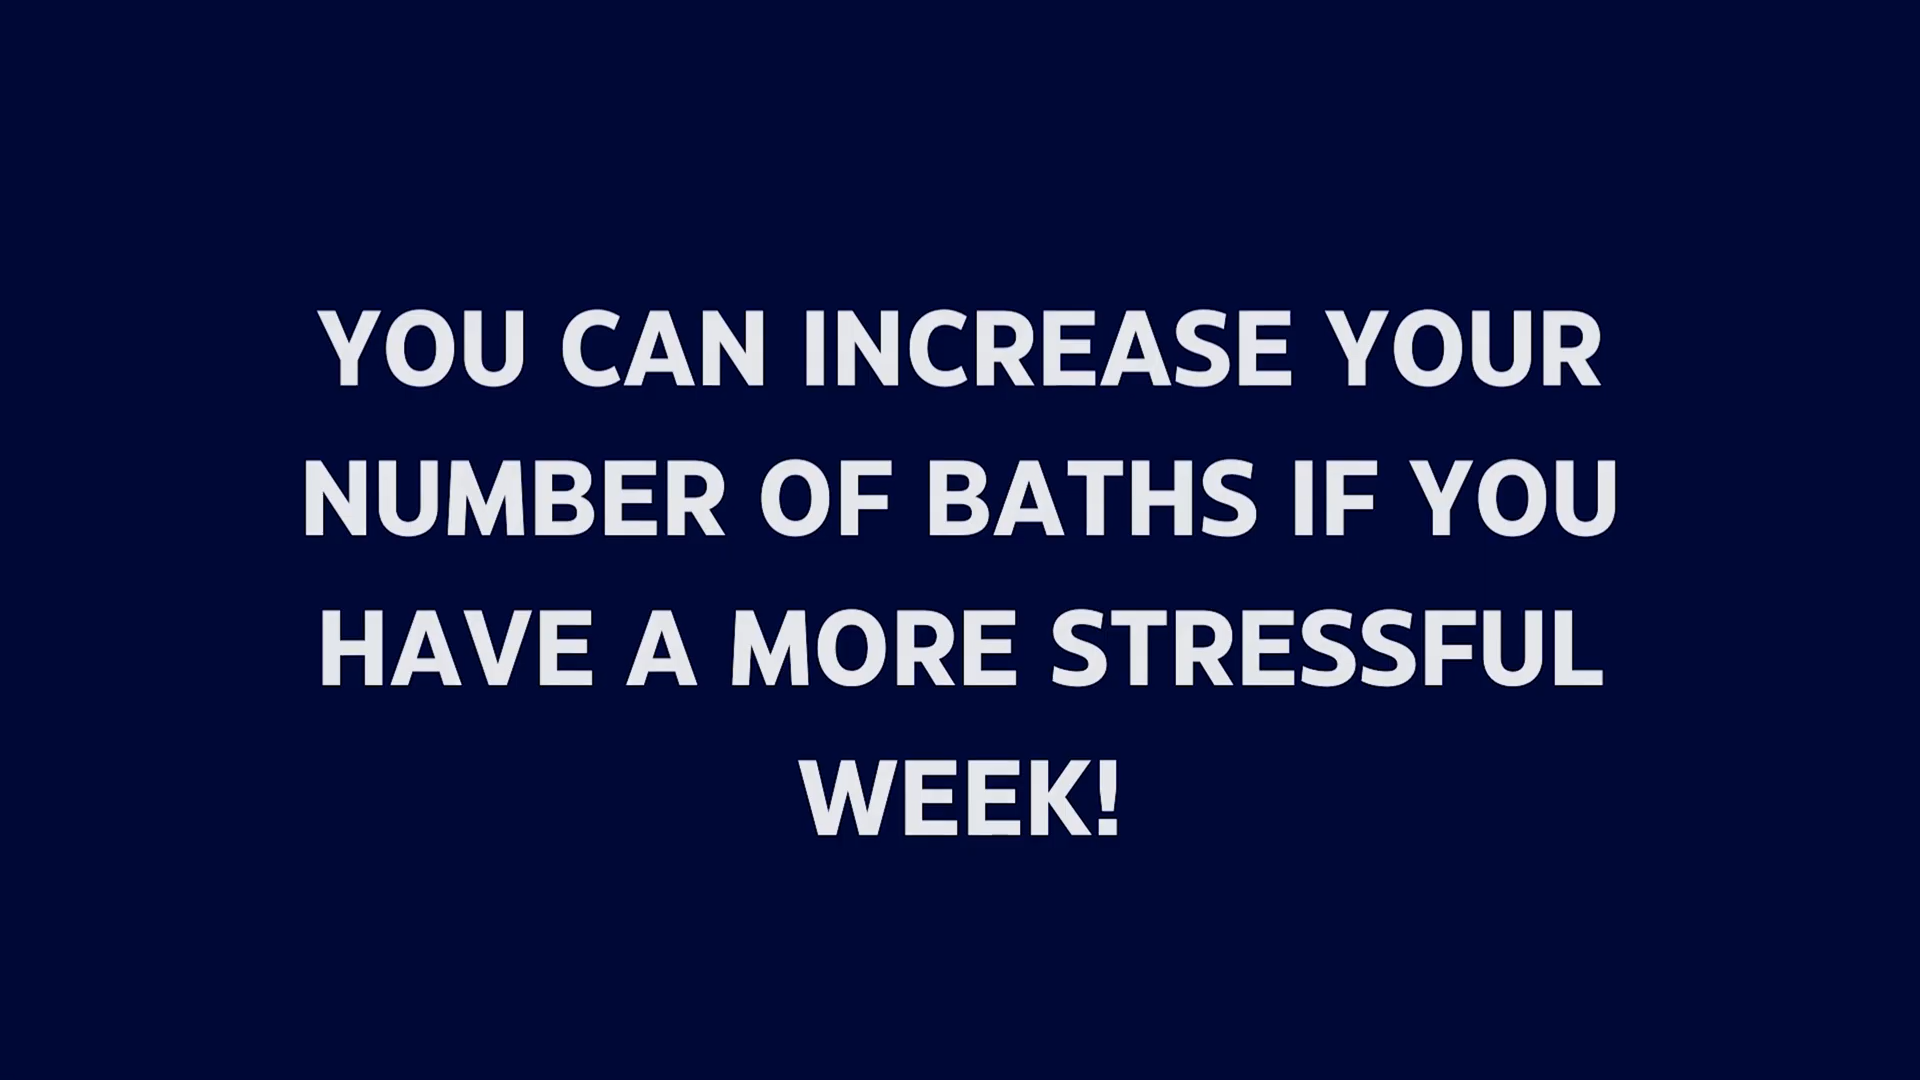 YOU CAN INCREASE YOUR
NUMBER OF BATHS IF YOU
HAVE A MORE STRESSFUL
WEEK!